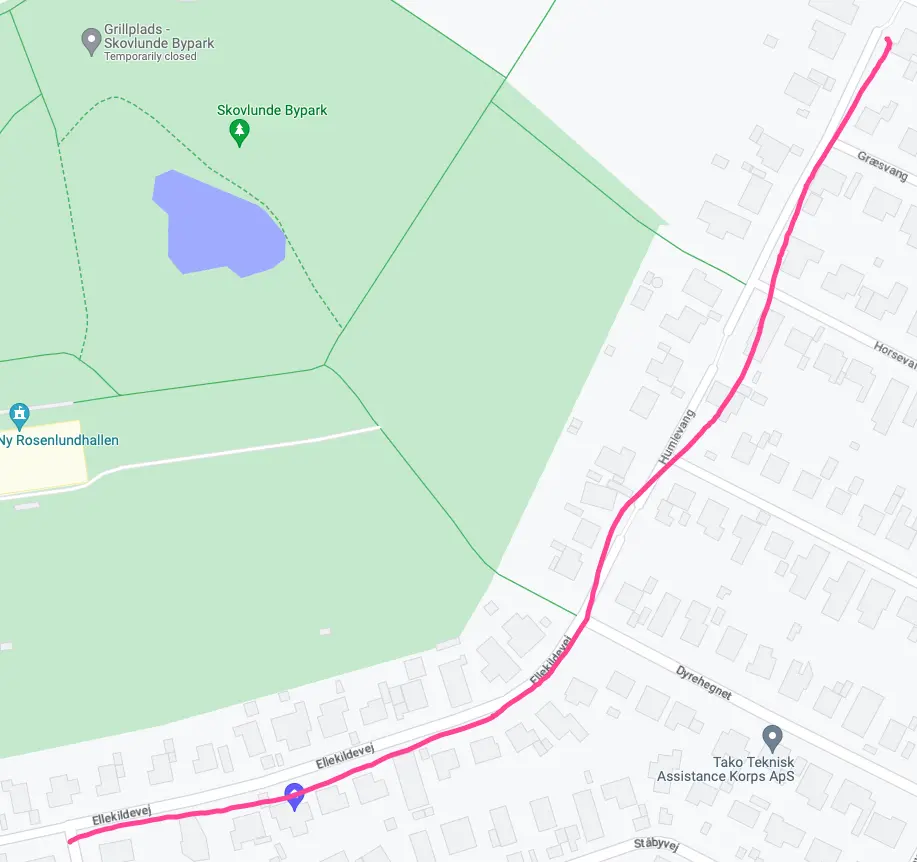 Grillplads -
Skovlunde Bypark
Temporarily closed
Skovlunde Bypark
Græsvang
Horsevan
Ny Rosenlundhallen
Humlevang
Ellekildevej
Dyrehegnet
Ellekildevej
Tako Teknisk
Assistance Korps ApS
Ellekildevej
Ståbyvej